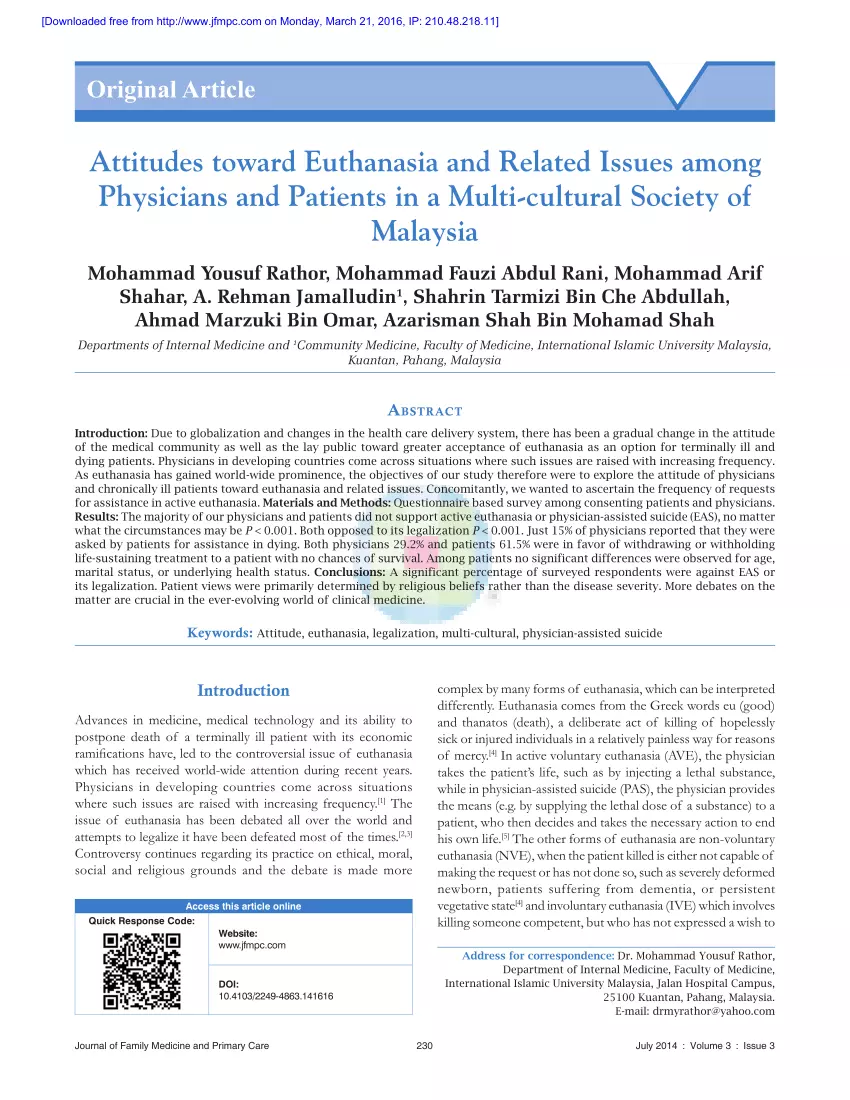 [Downloaded free from http://www.jfmpc.com on Monday, March 21, 2016, IP: 210.48.218.11]
Original Article
Attitudes toward Euthanasia and Related Issues among
Physicians and Patients in a Multi-cultural Society of
Malaysia
Mohammad Yousuf Rathor, Mohammad Fauzi Abdul Rani, Mohammad Arif
Shahar, A. Rehman Jamalludin¹, Shahrin Tarmizi Bin Che Abdullah,
Ahmad Marzuki Bin Omar, Azarisman Shah Bin Mohamad Shah
Departments of Internal Medicine and ¹Community Medicine, Faculty of Medicine, International Islamic University Malaysia,
Kuantan, Pahang, Malaysia
ABSTRACT
Introduction: Due to globalization and changes in the health care delivery system, there has been a gradual change in the attitude
of the medical community as well as the lay public toward greater acceptance of euthanasia as an option for terminally ill and
dying patients. Physicians in developing countries come across situations where such issues are raised with increasing frequency.
As euthanasia has gained world-wide prominence, the objectives of our study therefore were to explore the attitude of physicians
and chronically ill patients toward euthanasia and related issues. Concomitantly, we wanted to ascertain the frequency of requests
for assistance in active euthanasia. Materials and Methods: Questionnaire based survey among consenting patients and physicians.
Results: The majority of our physicians and patients did not support active euthanasia or physician-assisted suicide (EAS), no matter
what the circumstances may be P < 0.001. Both opposed to its legalization P < 0.001. Just 15% of physicians reported that they were
asked by patients for assistance in dying. Both physicians 29.2% and patients 61.5% were in favor of withdrawing or withholding
life-sustaining treatment to a patient with no chances of survival. Among patients no significant differences were observed for age,
marital status, or underlying health status. Conclusions: A significant percentage of surveyed respondents were against EAS or
its legalization. Patient views were primarily determined by religious beliefs rather than the disease severity. More debates on the
matter are crucial in the ever-evolving world of clinical medicine.
Keywords: Attitude, euthanasia, legalization, multi-cultural, physician-assisted suicide
Introduction
Advances in medicine, medical technology and its ability to
postpone death of a terminally ill patient with its economic
ramifications have, led to the controversial issue of euthanasia
which has received world-wide attention during recent years.
Physicians in developing countries come across situations
where such issues are raised with increasing frequency.[1] The
issue of euthanasia has been debated all over the world and
attempts to legalize it have been defeated most of the times.[2,3]
Controversy continues regarding its practice on ethical, moral,
social and religious grounds and the debate is made more
complex by many forms of euthanasia, which can be interpreted
differently. Euthanasia comes from the Greek words eu (good)
and thanatos (death), a deliberate act of killing of hopelessly
sick or injured individuals in a relatively painless way for reasons
of mercy.[4] In active voluntary euthanasia (AVE), the physician
takes the patient's life, such as by injecting a lethal substance,
while in physician-assisted suicide (PAS), the physician provides
the means (e.g. by supplying the lethal dose of a substance) to a
patient, who then decides and takes the necessary action to end
his own life.[5] The other forms of euthanasia are non-voluntary
euthanasia (NVE), when the patient killed is either not capable of
making the request or has not done so, such as severely deformed
newborn, patients suffering from dementia, or persistent
vegetative state[4] and involuntary euthanasia (IVE) which involves
killing someone competent, but who has not expressed a wish to
Access this article online
Quick Response Code:
Website:
www.jfmpc.com
DOI:
10.4103/2249-4863.141616
Address for correspondence: Dr. Mohammad Yousuf Rathor,
Department of Internal Medicine, Faculty of Medicine,
International Islamic University Malaysia, Jalan Hospital Campus,
25100 Kuantan, Pahang, Malaysia.
E-mail: drmyrathor@yahoo.com
Journal of Family Medicine and Primary Care
230
July 2014 : Volume 3 : Issue 3